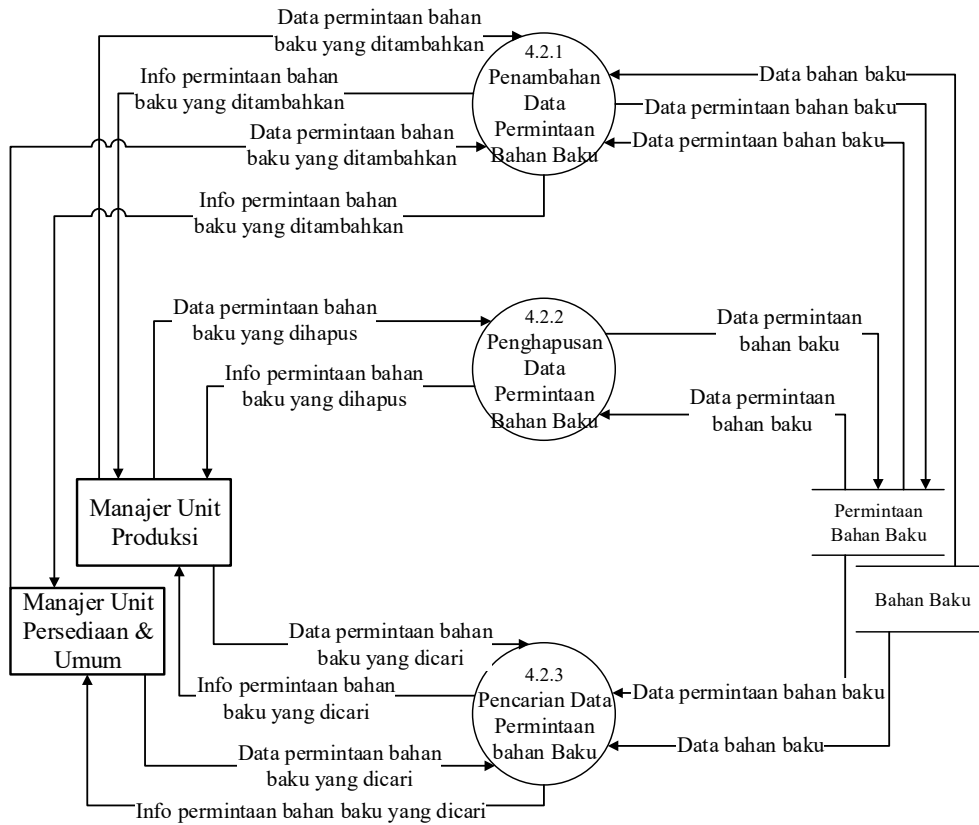 Data permintaan bahan
baku yang ditambahkan
Info permintaan bahan
baku yang ditambahkan
Data permintaan bahan
baku yang ditambahkan
Info permintaan bahan
baku yang ditambahkan
4.2.1
Penambahan
Data
Permintaan
Bahan Baku
Data bahan baku
Data permintaan bahan baku
Data permintaan bahan baku
Data permintaan bahan
baku yang dihapus
Info permintaan bahan
baku yang dihapus
4.2.2
Penghapusan
Data
Permintaan
Bahan Baku
Data permintaan
bahan baku
Data permintaan
bahan baku
Manajer Unit
Produksi
Permintaan
Bahan Baku
Manajer Unit
Persediaan &
Umum
Bahan Baku
Data permintaan bahan
baku yang dicari
Info permintaan bahan
baku yang dicari
Data permintaan bahan
baku yang dicari
Info permintaan bahan baku yang dicari
4.2.3
Pencarian Data
Permintaan
bahan Baku
Data permintaan bahan baku
Data bahan baku